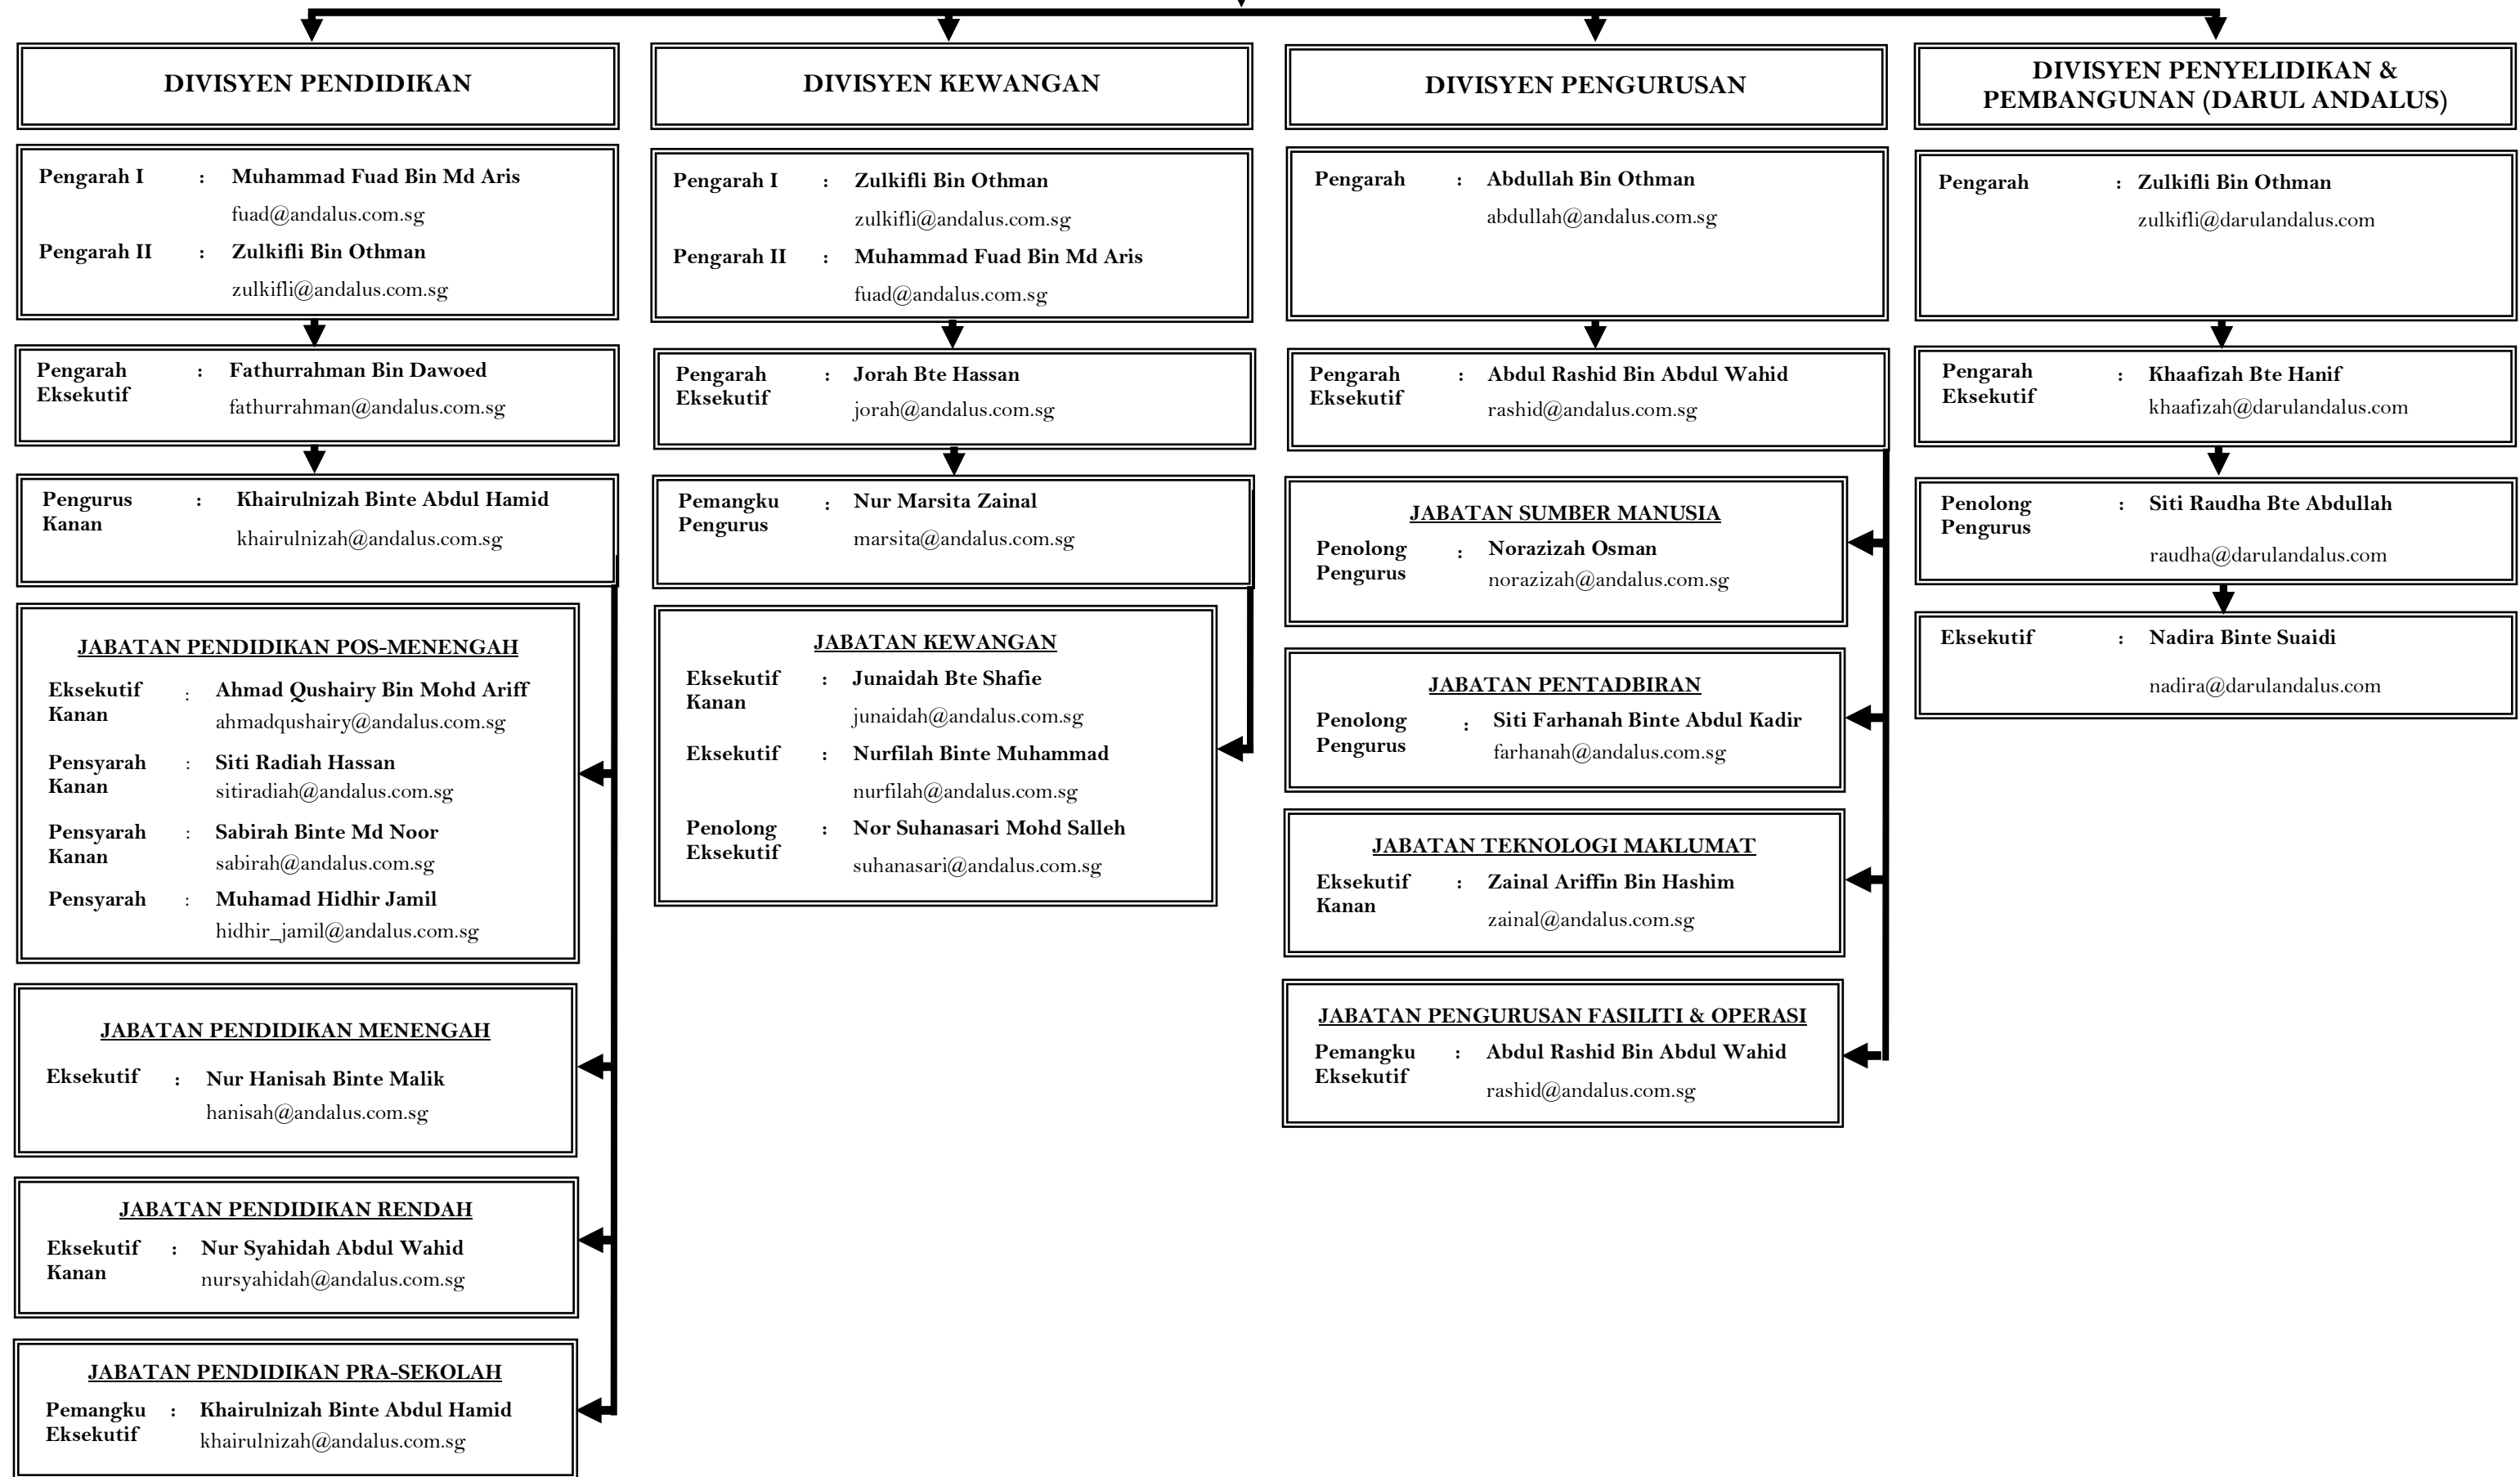 DIVISYEN PENDIDIKAN
Pengarah I : Muhammad Fuad Bin Md Aris
fuad@andalus.com.sg
Pengarah II : Zulkifli Bin Othman
zulkifli@andalus.com.sg
Pengarah : Fathurrahman Bin Dawoed
Eksekutif
fathurrahman@andalus.com.sg
Pengurus : Khairulnizah Binte Abdul Hamid
Kanan
khairulnizah@andalus.com.sg
JABATAN PENDIDIKAN POS-MENENGAH
Eksekutif : Ahmad Qushairy Bin Mohd Ariff
Kanan
ahmadqushairy@andalus.com.sg
Pensyarah : Siti Radiah Hassan
Kanan
sitiradiah@andalus.com.sg
Pensyarah : Sabirah Binte Md Noor
Kanan
sabirah@andalus.com.sg
Pensyarah : Muhamad Hidhir Jamil
hidhir_jamil@andalus.com.sg
JABATAN PENDIDIKAN MENENGAH
Eksekutif : Nur Hanisah Binte Malik
hanisah@andalus.com.sg
JABATAN PENDIDIKAN RENDAH
Eksekutif : Nur Syahidah Abdul Wahid
Kanan
nursyahidah@andalus.com.sg
JABATAN PENDIDIKAN PRA-SEKOLAH
Pemangku : Khairulnizah Binte Abdul Hamid
Eksekutif
khairulnizah@andalus.com.sg
DIVISYEN KEWANGAN
Pengarah I : Zulkifli Bin Othman
zulkifli@andalus.com.sg
Pengarah II : Muhammad Fuad Bin Md Aris
fuad@andalus.com.sg
Pengarah : Jorah Bte Hassan
Eksekutif
jorah@andalus.com.sg
Pemangku : Nur Marsita Zainal
Pengurus
marsita@andalus.com.sg
JABATAN KEWANGAN
Eksekutif : Junaidah Bte Shafie
Kanan
junaidah@andalus.com.sg
Eksekutif : Nurfilah Binte Muhammad
nurfilah@andalus.com.sg
Penolong : Nor Suhanasari Mohd Salleh
Eksekutif
suhanasari@andalus.com.sg
DIVISYEN PENGURUSAN
Pengarah : Abdullah Bin Othman
abdullah@andalus.com.sg
Pengarah : Abdul Rashid Bin Abdul Wahid
Eksekutif
rashid@andalus.com.sg
JABATAN SUMBER MANUSIA
Penolong : Norazizah Osman
Pengurus
norazizah@andalus.com.sg
JABATAN PENTADBIRAN
Penolong : Siti Farhanah Binte Abdul Kadir
Pengurus
farhanah@andalus.com.sg
JABATAN TEKNOLOGI MAKLUMAT
Eksekutif : Zainal Ariffin Bin Hashim
Kanan
zainal@andalus.com.sg
JABATAN PENGURUSAN FASILITI & OPERASI
Pemangku : Abdul Rashid Bin Abdul Wahid
Eksekutif
rashid@andalus.com.sg
DIVISYEN PENYELIDIKAN &
PEMBANGUNAN (DARUL ANDALUS)
Pengarah : Zulkifli Bin Othman
zulkifli@darulandalus.com
Pengarah : Khaafizah Bte Hanif
Eksekutif
khaafizah@darulandalus.com
Penolong : Siti Raudha Bte Abdullah
Pengurus
raudha@darulandalus.com
Eksekutif : Nadira Binte Suaidi
nadira@darulandalus.com